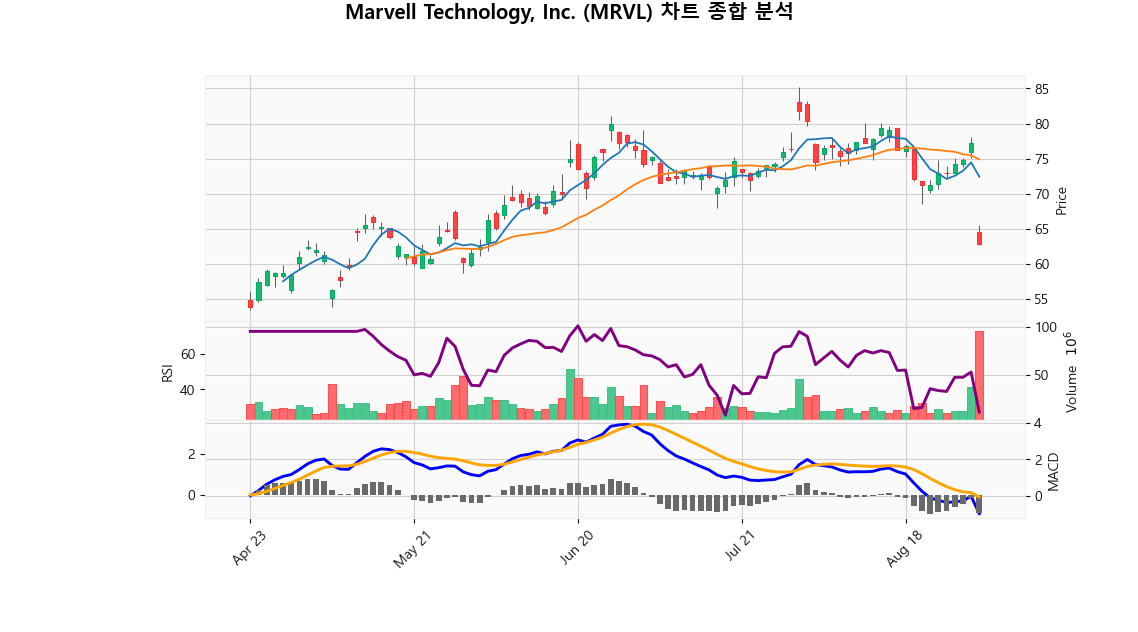 Marvell Technology, Inc. (MRVL) 차트 종합 분석
85
80
75
70
65
60
55
Price
100
50
Volume 10^6
60
40
RSI
4
2
0
MACD
2
0
Apr 23
May 21
Jun 20
Jul 21
Aug 18